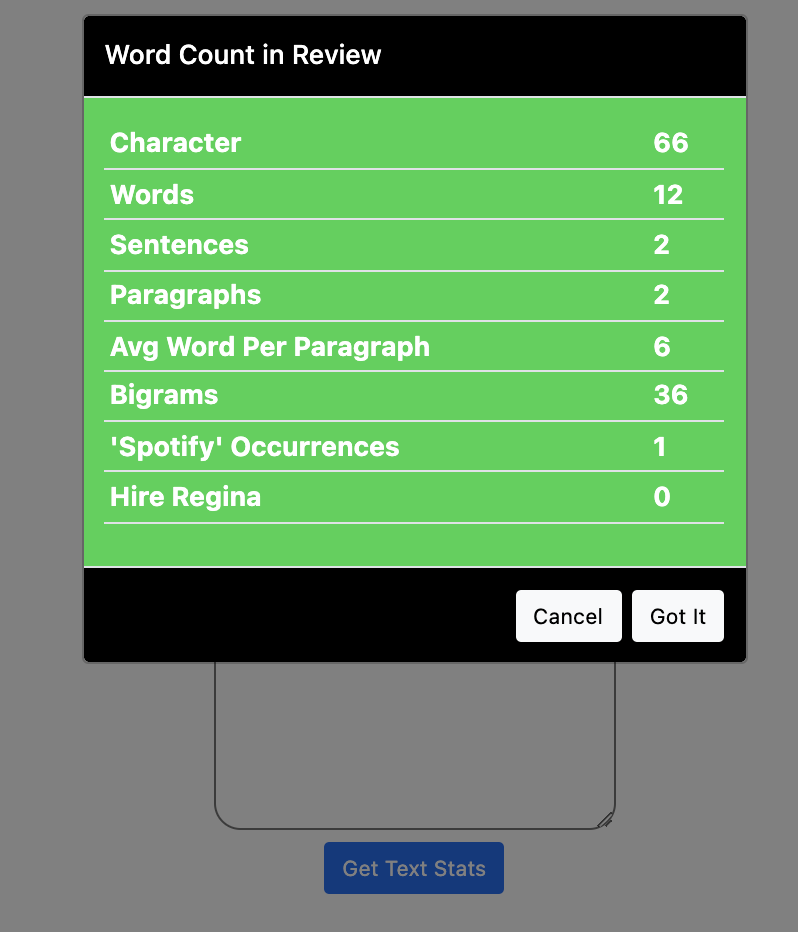 Word Count in Review
Character 66
Words 12
Sentences 2
Paragraphs 2
Avg Word Per Paragraph 6
Bigrams 36
'Spotify' Occurrences 1
Hire Regina 0
Cancel Got It
Get Text Stats